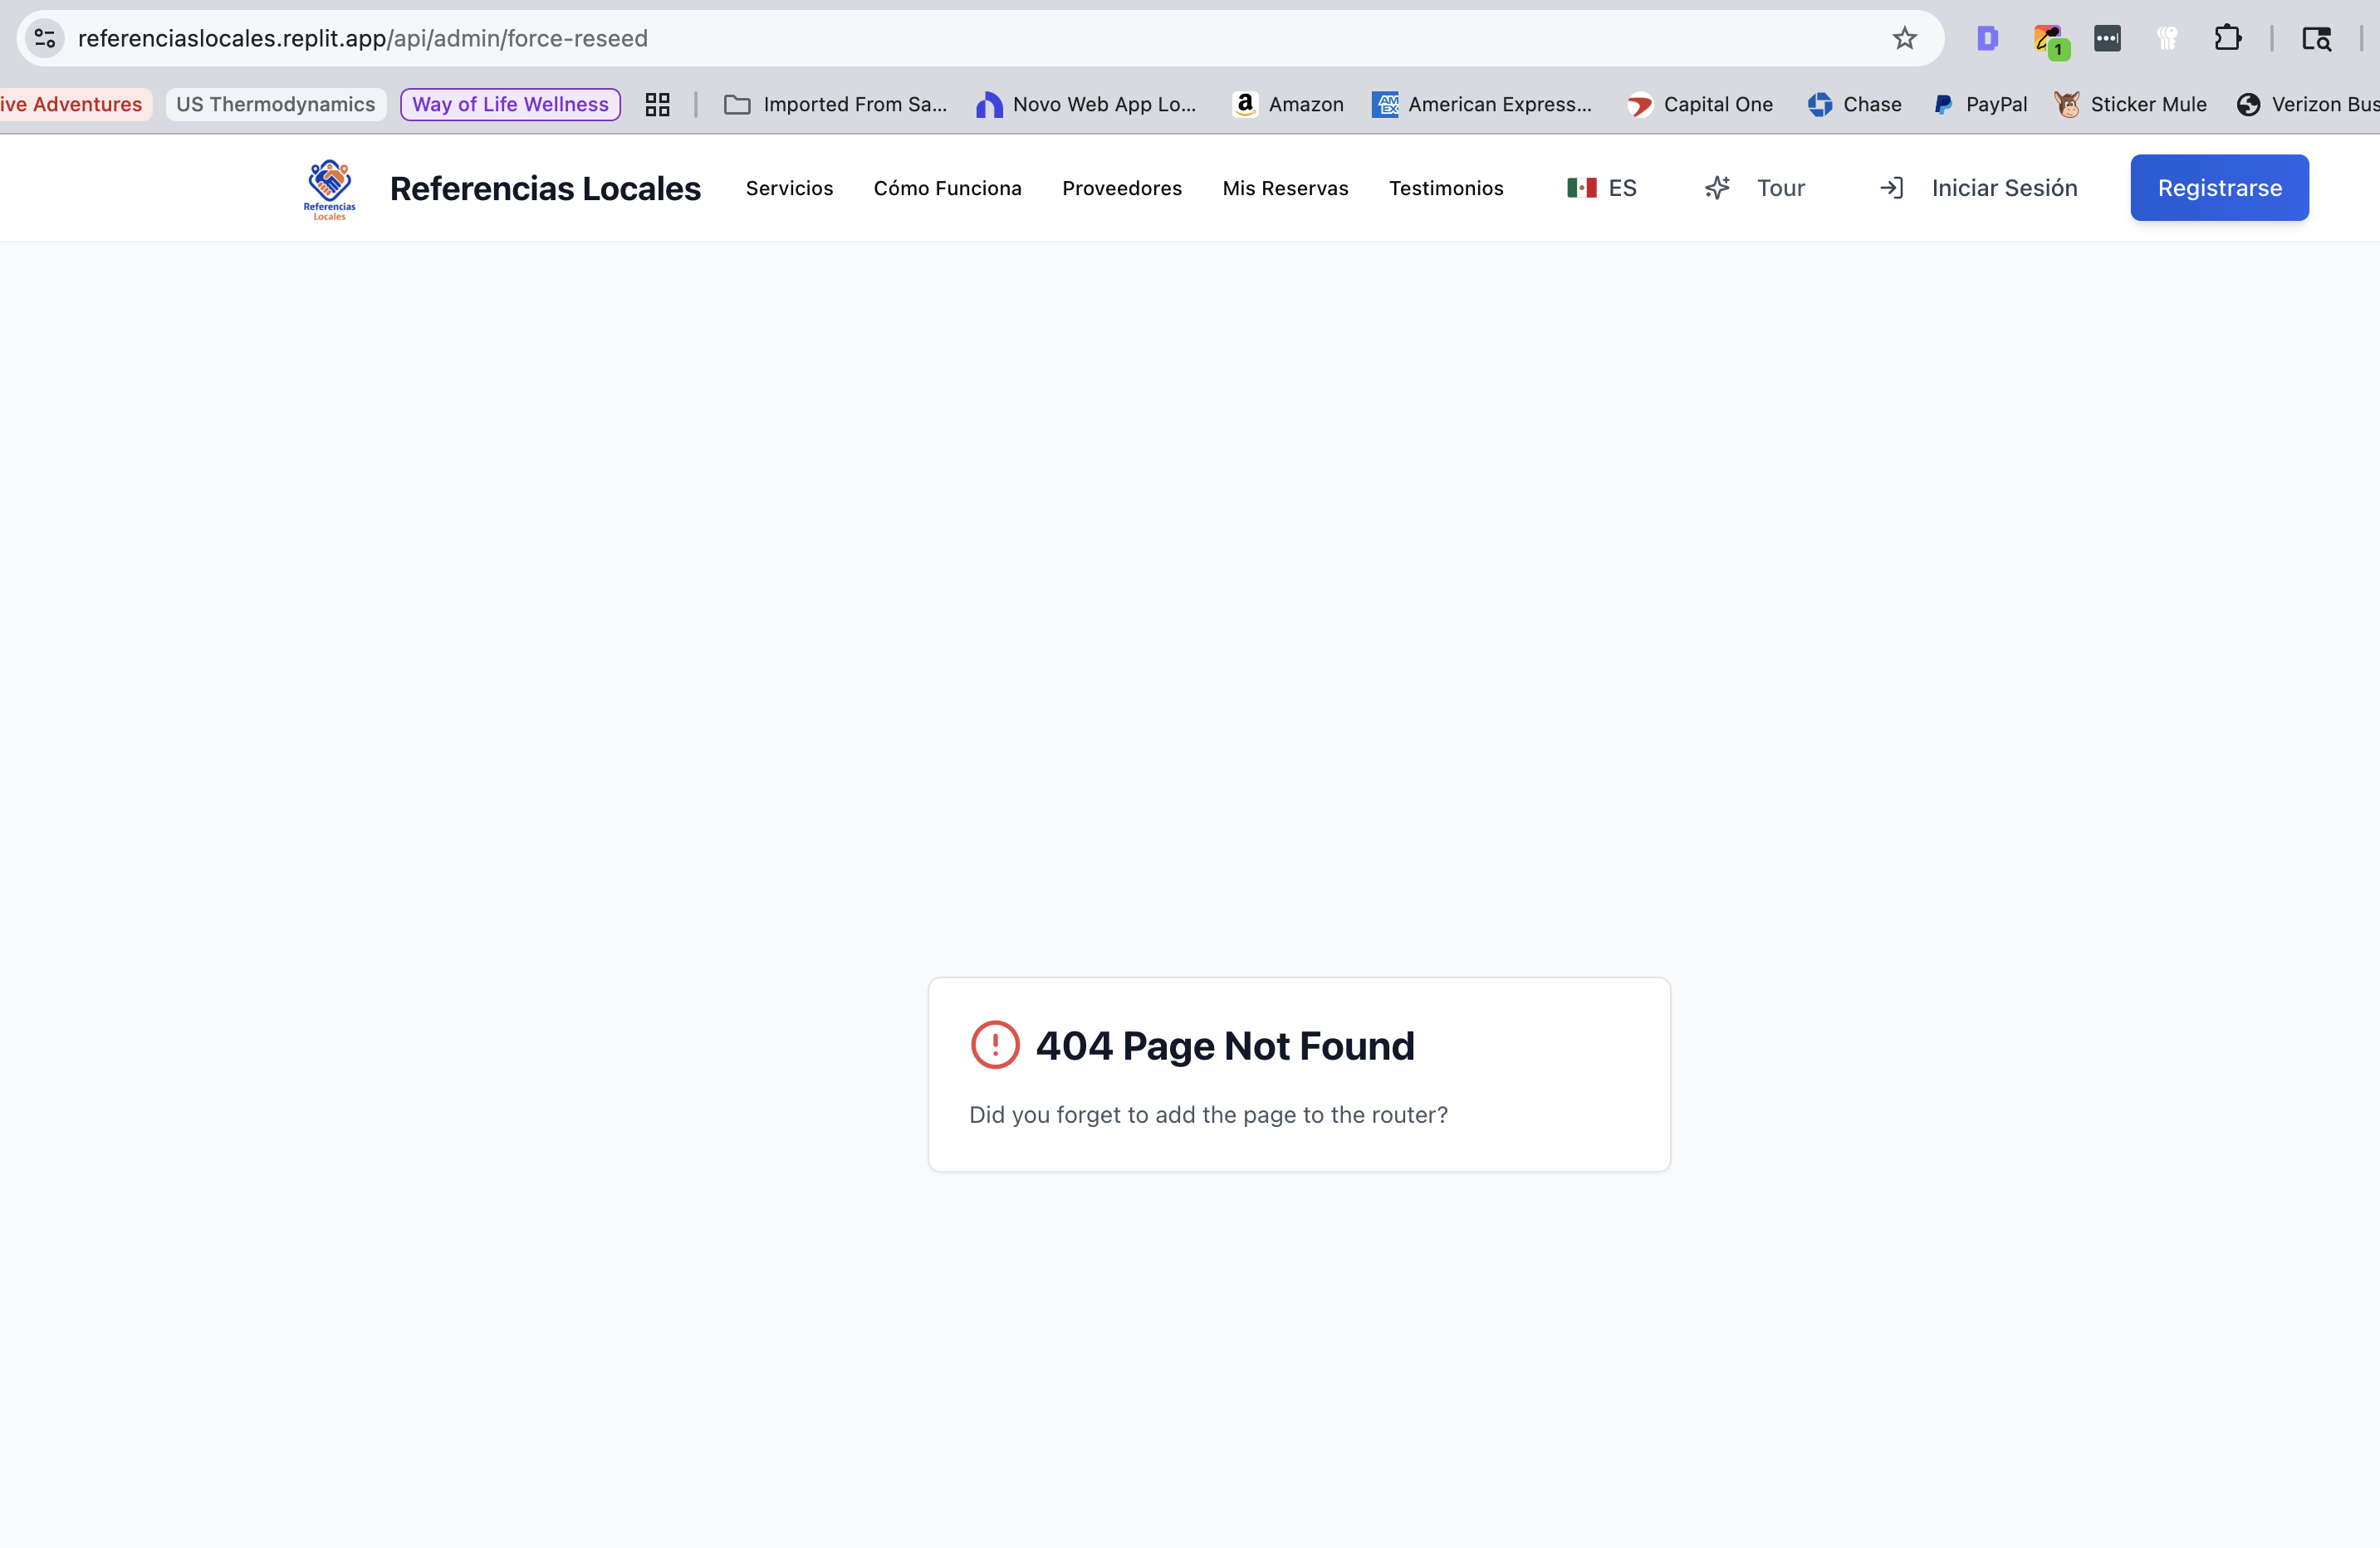 referenciaslocales.replit.app/api/admin/force-reseed
1
ive Adventures
US Thermodynamics
Way of Life Wellness
Imported From Sa...
Novo Web App Lo...
a
Amazon
AM
EX
American Express...
Capital One
Chase
PayPal
Sticker Mule
Verizon Bus
Referencias
Locales
Referencias Locales
Servicios
Cómo Funciona
Proveedores
Mis Reservas
Testimonios
ES
Tour
Iniciar Sesión
Registrarse
404 Page Not Found
Did you forget to add the page to the router?